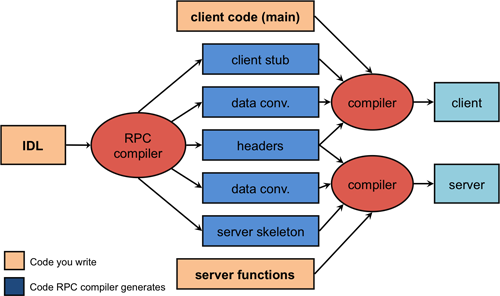 client code (main)
client stub
data conv.
compiler
client
IDL
RPC
compiler
headers
data conv.
compiler
server
server skeleton
server functions
Code you write
Code RPC compiler generates